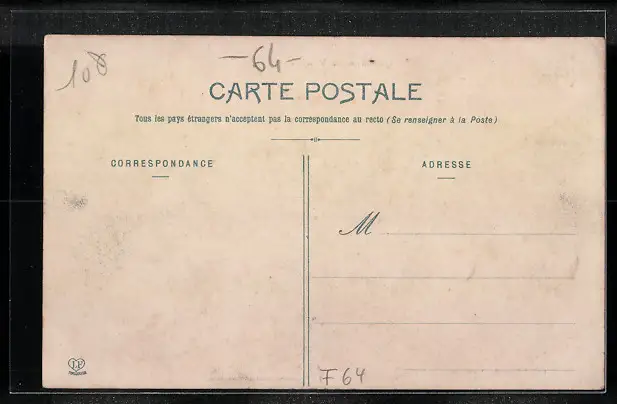 108
-64-
CARTE POSTALE
Tous les pays étrangers n'acceptent pas la correspondance au recto (Se renseigner à la Poste)
CORRESPONDANCE
ADRESSE
M
F 64